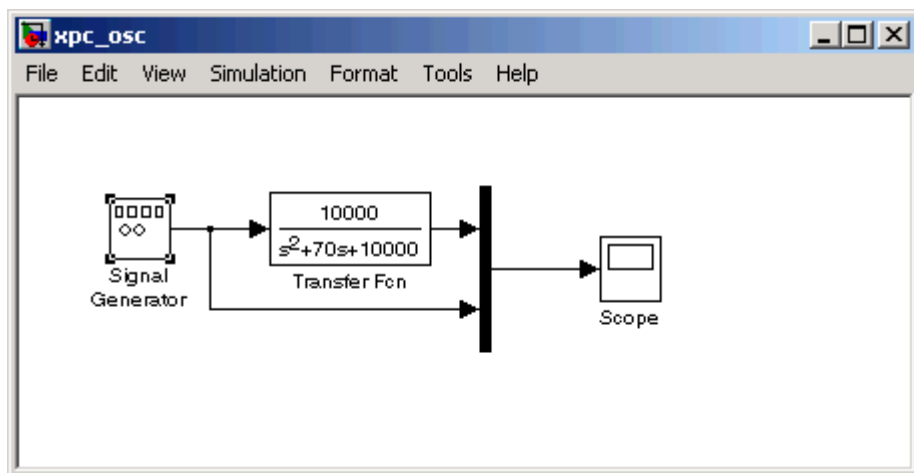 xpc_osc
File Edit View Simulation Format Tools Help
10000
s²+70s+10000
Transfer Fcn
Signal
Generator
Scope